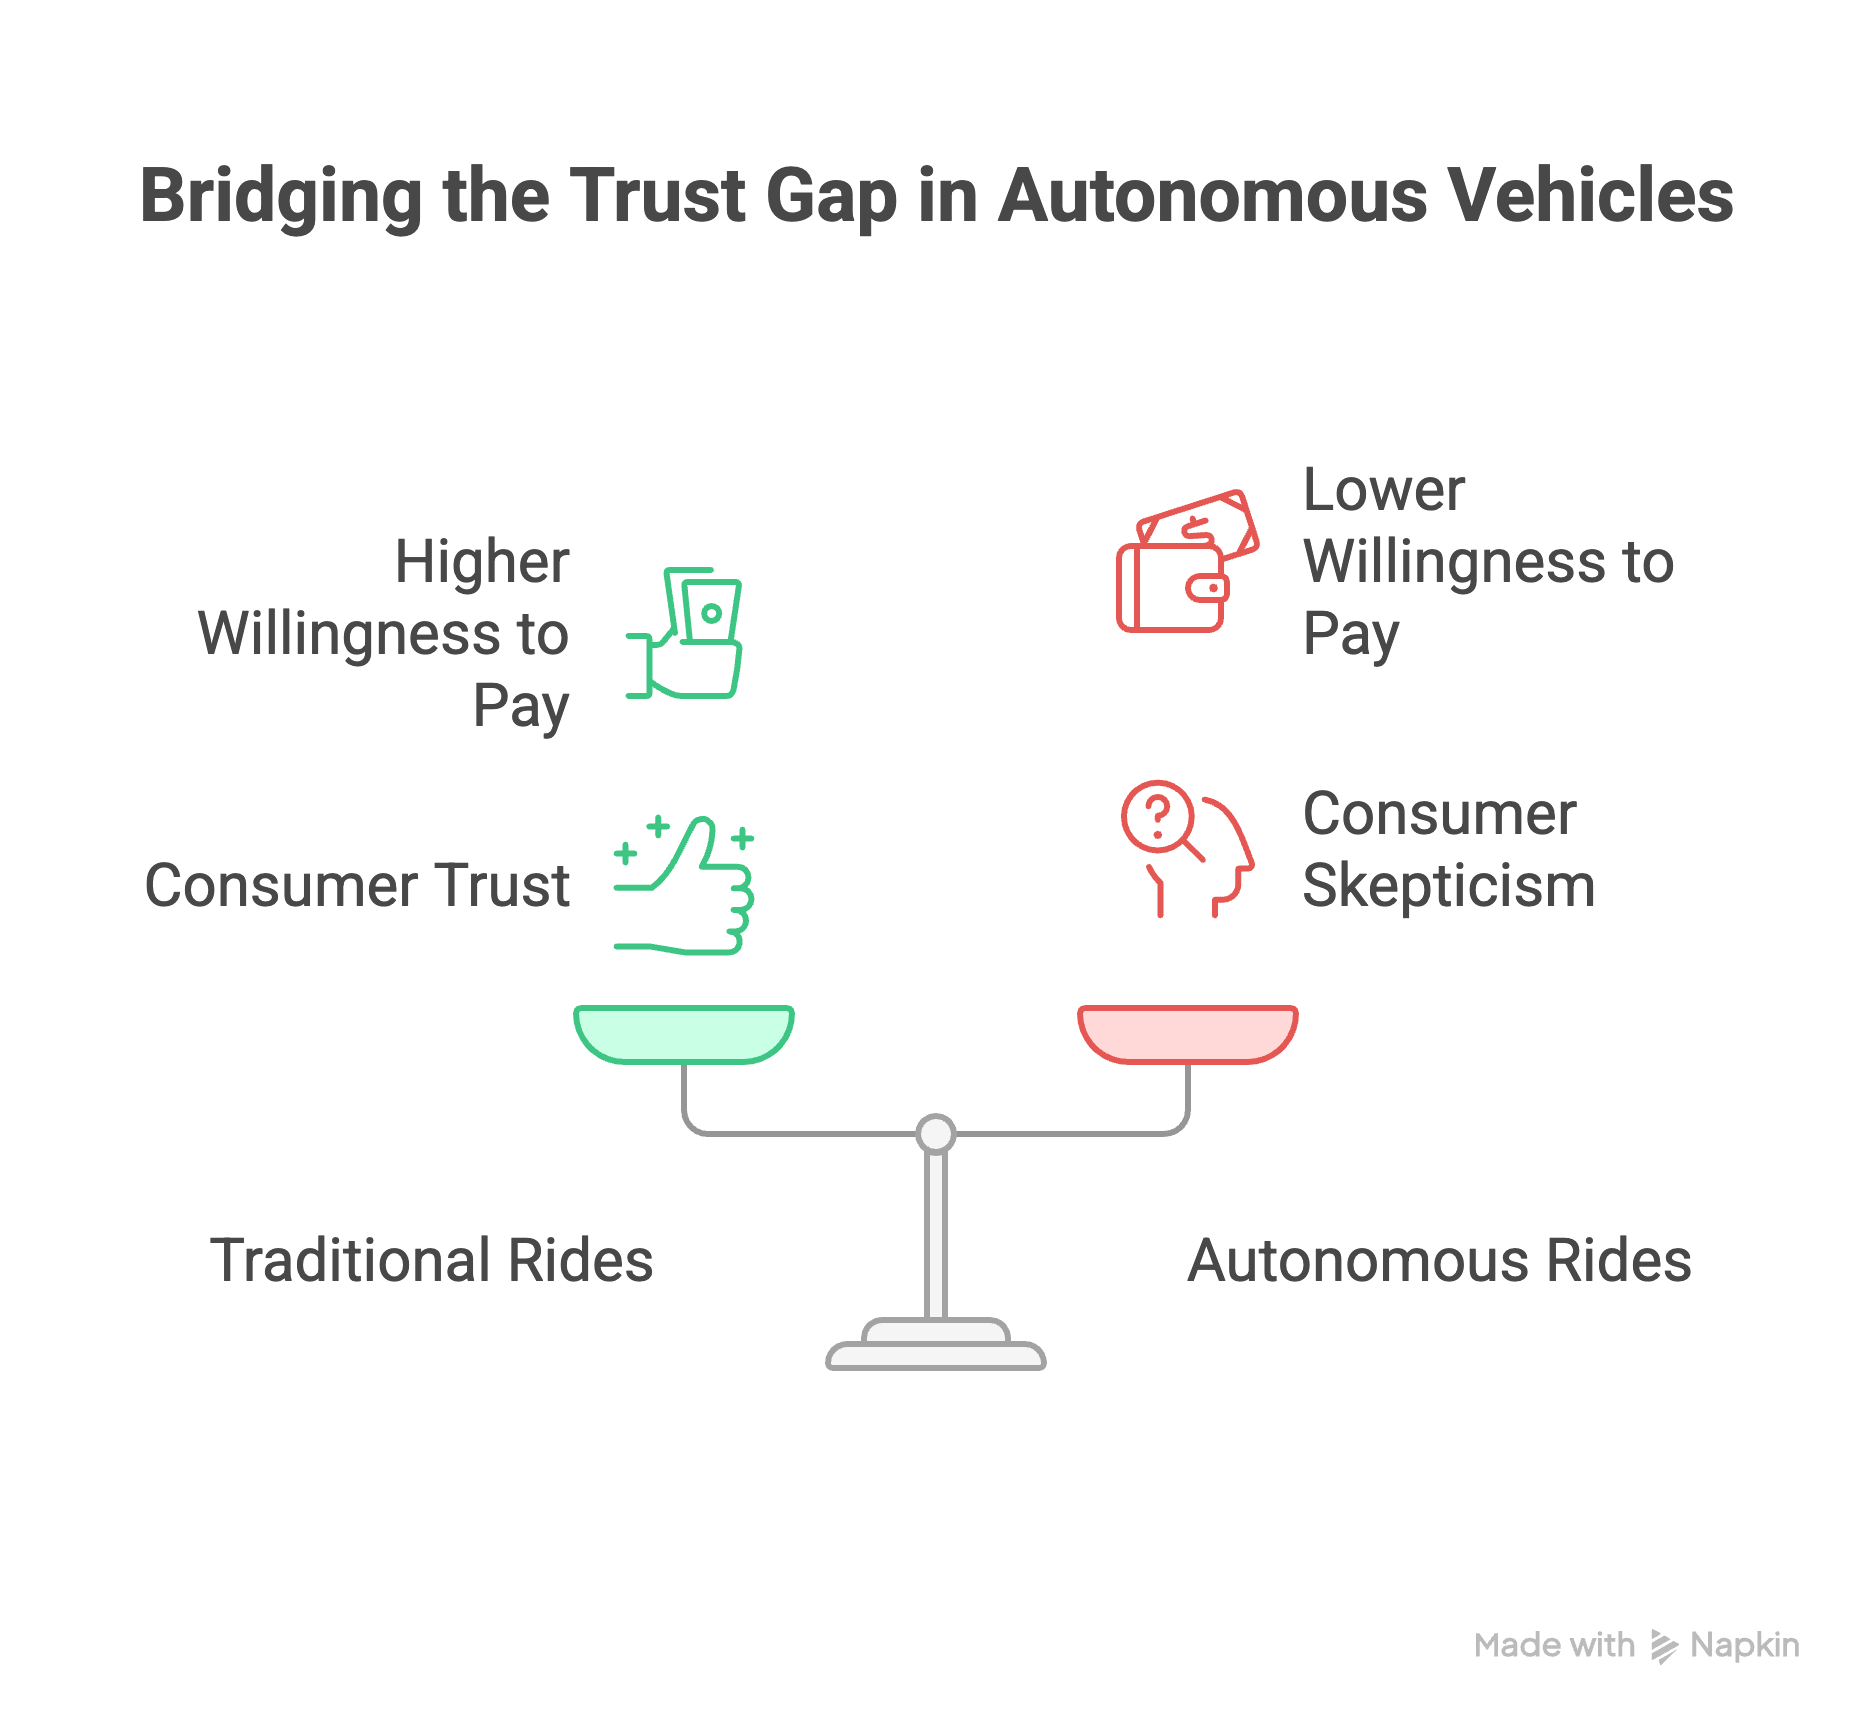 Bridging the Trust Gap in Autonomous Vehicles
Higher
Willingness to
Pay
Consumer Trust
Lower
Willingness to
Pay
Consumer
Skepticism
Traditional Rides
Autonomous Rides
Made with Napkin